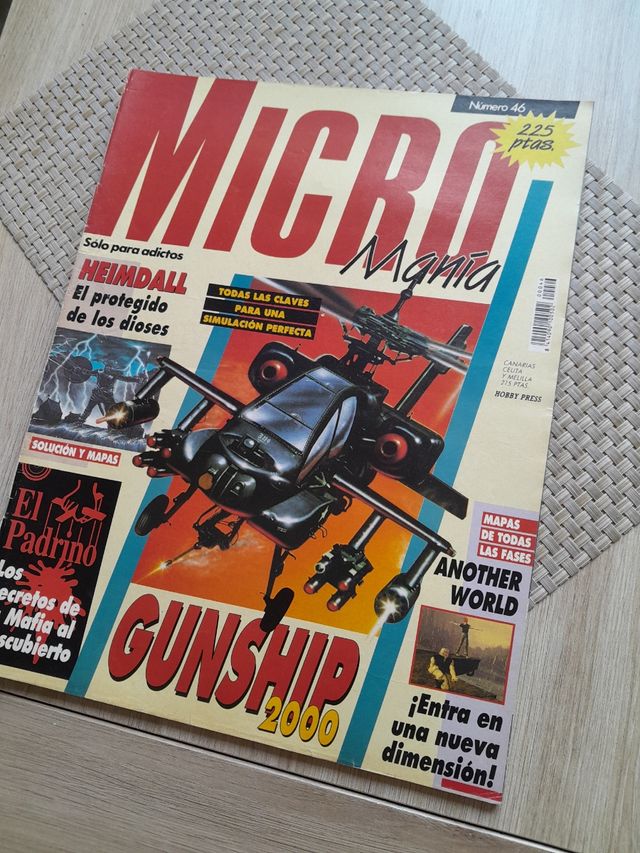 Número 46
225
ptas.
MICRO
Manía
Sólo para adictos
HEIMDALL
El protegido
de los dioses
SOLUCIÓN Y MAPAS
TODAS LAS CLAVES
PARA UNA
SIMULACIÓN PERFECTA
CANARIAS
CEUTA
Y MELILLA
215 PTAS.
HOBBY PRESS
El
Padrino
Los
ecretos de
Mafia al
scubierto
GUNSHIP
2000
MAPAS
DE TODAS
LAS FASES
ANOTHER
WORLD
¡Entra en
una nueva
dimensión!